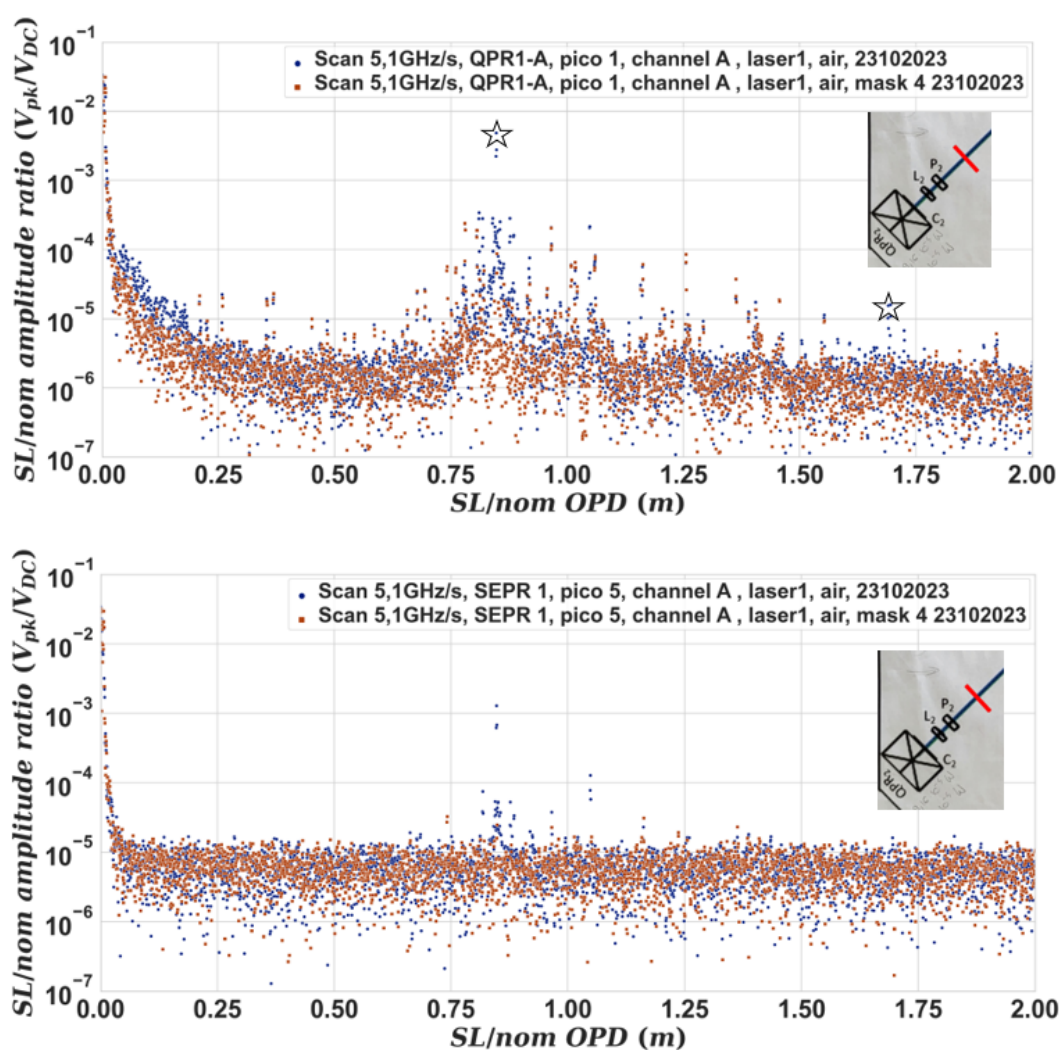 SL/nom amplitude ratio (V_pk/V_DC)
10⁻¹
10⁻²
10⁻³
10⁻⁴
10⁻⁵
10⁻⁶
10⁻⁷
Scan 5,1GHz/s, QPR1-A, pico 1, channel A , laser1, air, 23102023
Scan 5,1GHz/s, QPR1-A, pico 1, channel A , laser1, air, mask 4 23102023
L₂ P₂
C₂
QPR₂
0.00 0.25 0.50 0.75 1.00 1.25 1.50 1.75 2.00
SL/nom OPD (m)
SL/nom amplitude ratio (V_pk/V_DC)
10⁻¹
10⁻²
10⁻³
10⁻⁴
10⁻⁵
10⁻⁶
10⁻⁷
Scan 5,1GHz/s, SEPR 1, pico 5, channel A , laser1, air, 23102023
Scan 5,1GHz/s, SEPR 1, pico 5, channel A , laser1, air, mask 4 23102023
L₂ P₂
C₂
QPR₂
0.00 0.25 0.50 0.75 1.00 1.25 1.50 1.75 2.00
SL/nom OPD (m)